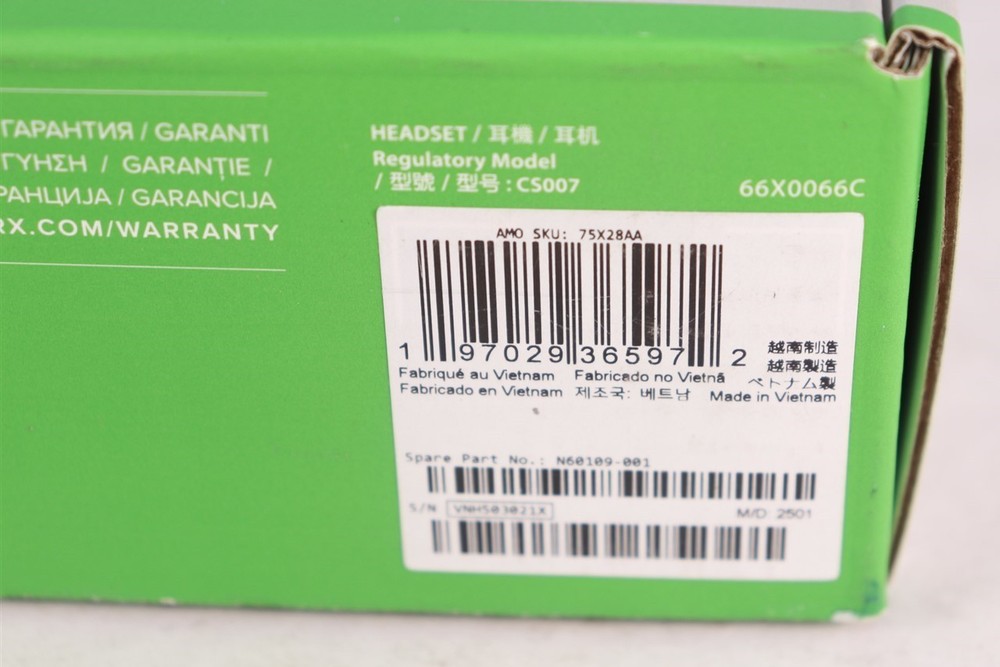 ГАРАНТИЯ / GARANTI
ΓΥΗΣΗ / GARANȚIE /
РАНЦИЈА / GARANCIJA
RX.COM/WARRANTY
HEADSET / 耳機 / 耳机
Regulatory Model
/ 型號 / 型号 : CS007
66X0066C
AMO SKU: 75X28AA
1 97029 36597 2
越南制造
越南製造
ベトナム製
Fabriqué au Vietnam Fabricado no Vietnã
Fabricado en Vietnam 제조국: 베트남 Made in Vietnam
Spare Part No.: N60109-001
S/N VNH503021X
M/D 2501